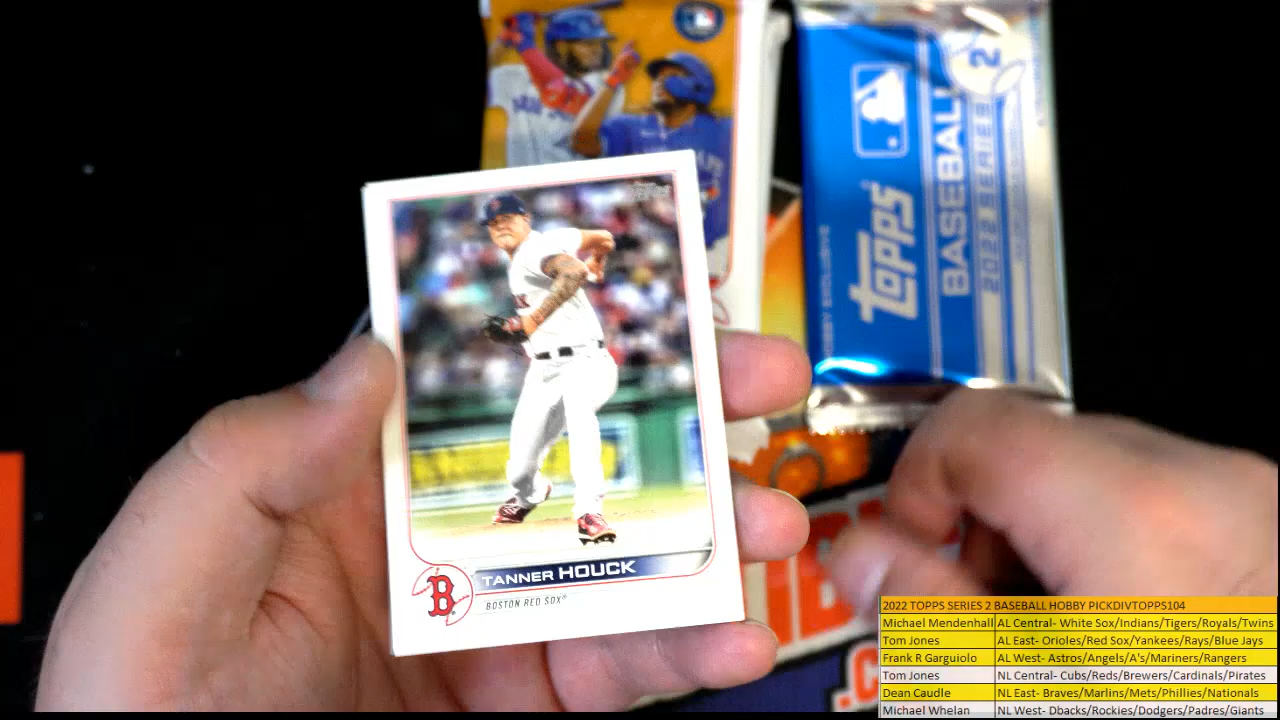 Topps
TANNER HOUCK
BOSTON RED SOX®
B
topps
BASEBALL
2022 SERIES
2
2022 TOPPS SERIES 2 BASEBALL HOBBY PICKDIVTOPPS104
Michael Mendenhall AL Central- White Sox/Indians/Tigers/Royals/Twins
Tom Jones AL East- Orioles/Red Sox/Yankees/Rays/Blue Jays
Frank R Garguiolo AL West- Astros/Angels/A's/Mariners/Rangers
Tom Jones NL Central- Cubs/Reds/Brewers/Cardinals/Pirates
Dean Caudle NL East- Braves/Marlins/Mets/Phillies/Nationals
Michael Whelan NL West- Dbacks/Rockies/Dodgers/Padres/Giants